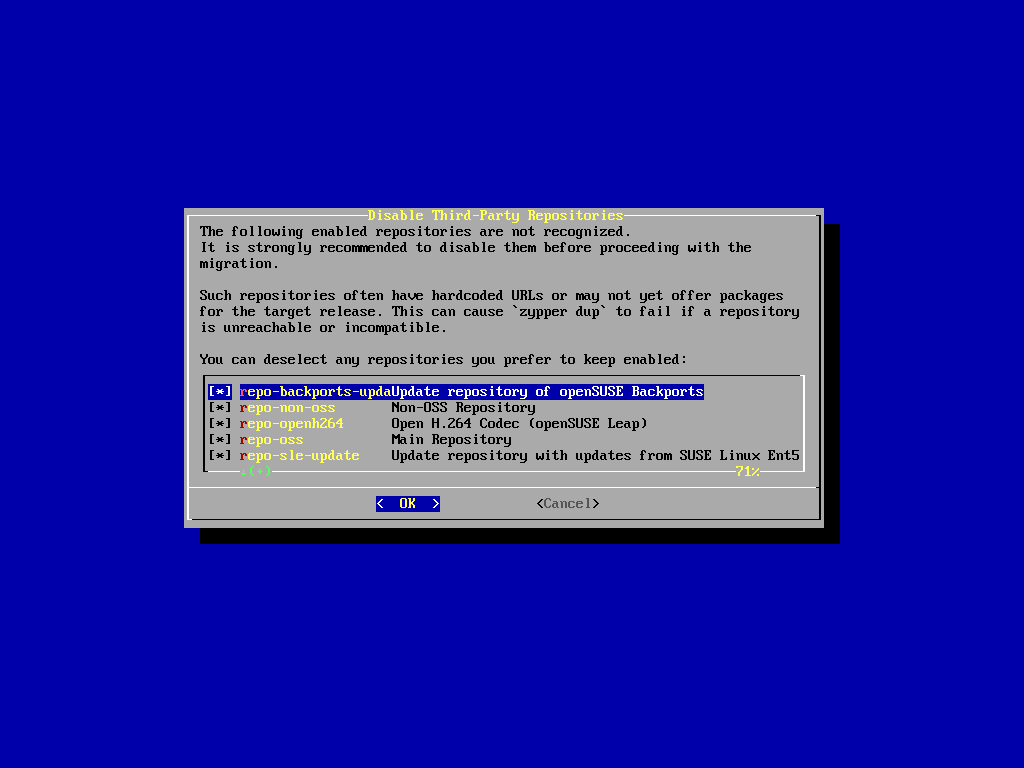 Disable Third-Party Repositories
The following enabled repositories are not recognized.
It is strongly recommended to disable them before proceeding with the
migration.
Such repositories often have hardcoded URLs or may not yet offer packages
for the target release. This can cause `zypper dup` to fail if a repository
is unreachable or incompatible.
You can deselect any repositories you prefer to keep enabled:
[*] repo-backports-updaUpdate repository of openSUSE Backports
[*] repo-non-oss Non-OSS Repository
[*] repo-openh264 Open H.264 Codec (openSUSE Leap)
[*] repo-oss Main Repository
[*] repo-sle-update Update repository with updates from SUSE Linux Ent5
↓(+) 71%
< OK > <Cancel>